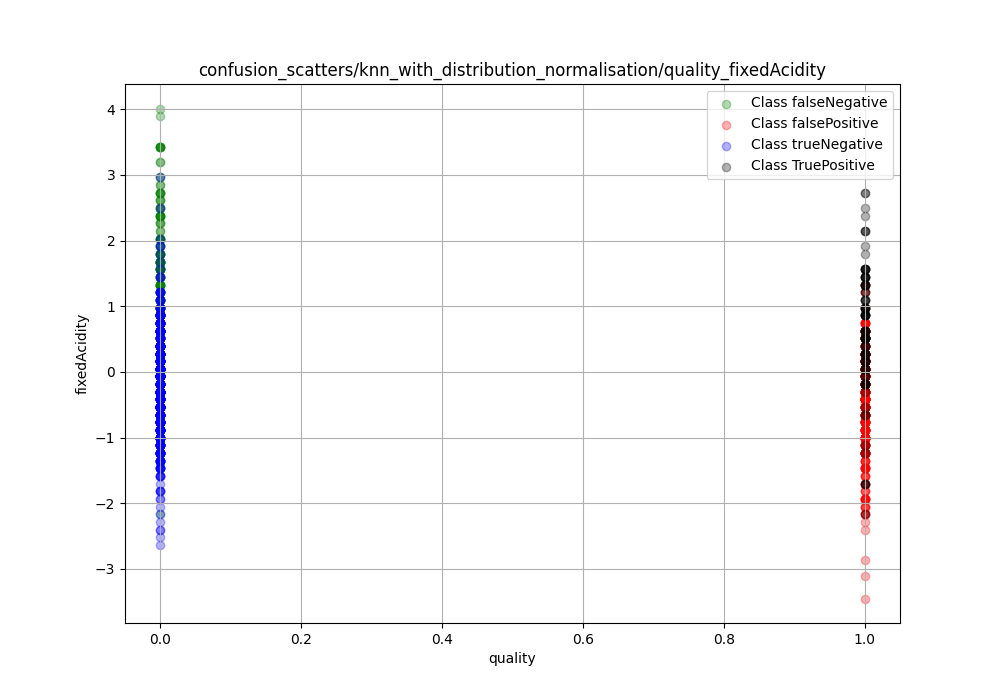 confusion_scatters/knn_with_distribution_normalisation/quality_fixedAcidity
Class falseNegative
Class falsePositive
Class trueNegative
Class TruePositive
4
3
2
1
0
−1
−2
−3
fixedAcidity
0.0 0.2 0.4 0.6 0.8 1.0
quality